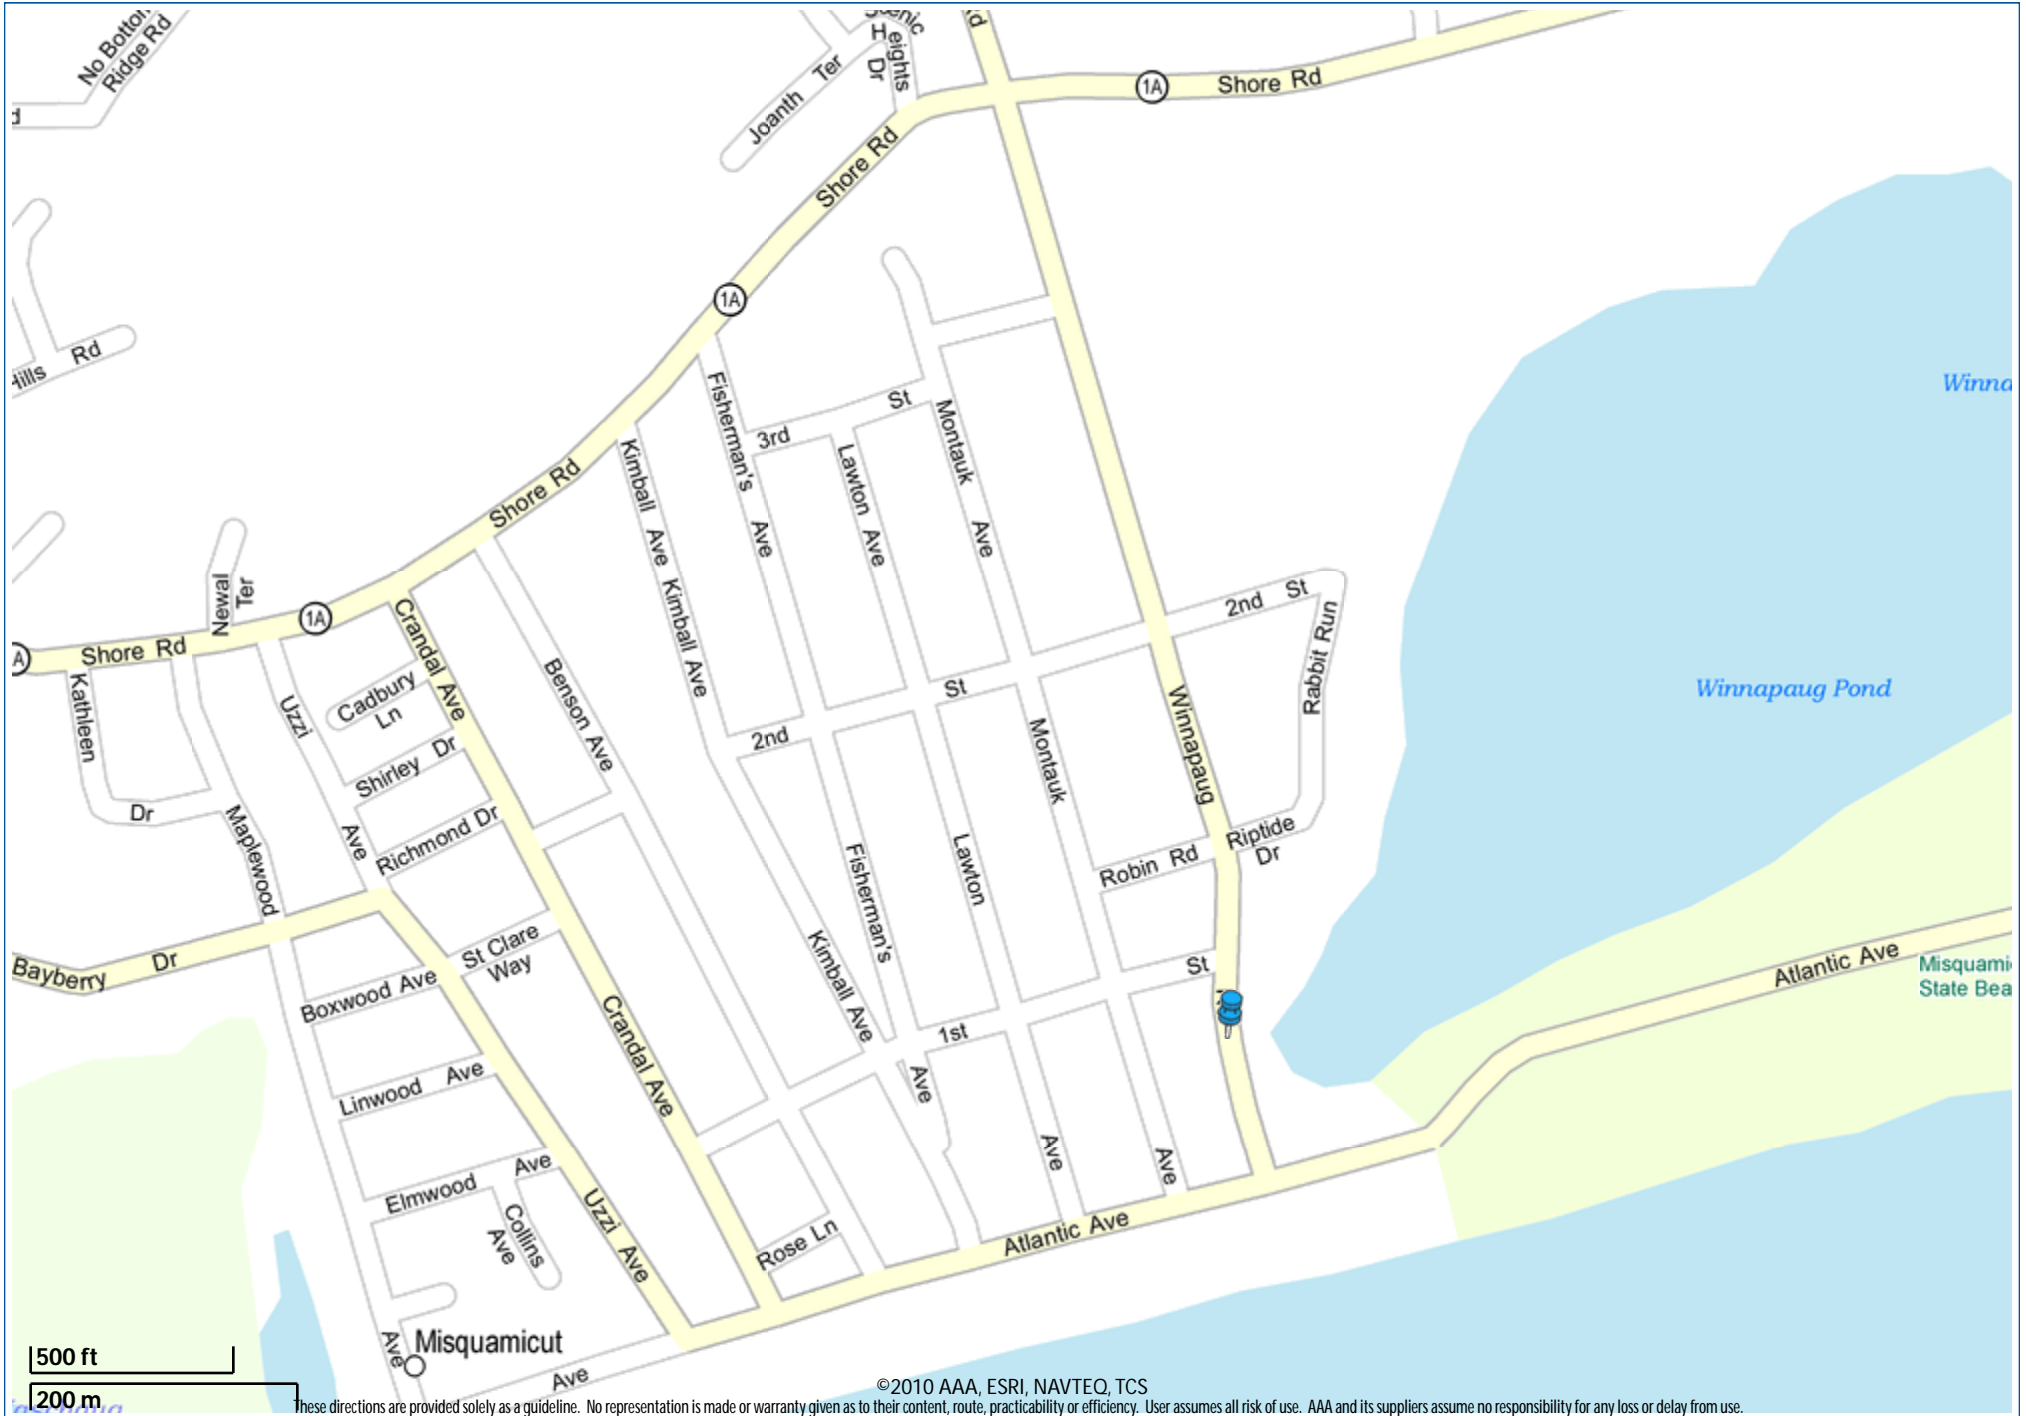 No Botton
Ridge Rd
Joanth Ter
Heights
Dr
1A
Shore Rd
Shore Rd
1A
Rd
Fisherman's Ave
3rd St
Montauk Ave
Lawton Ave
Kimball Ave
Kimball Ave
Shore Rd
Winna
Newal
Ter
1A
Shore Rd
Crandal Ave
2nd St
Rabbit Run
Kathleen Dr
Uzzi Ave
Cadbury
Ln
Benson Ave
2nd St
Winnapaug
Winnapaug Pond
Shirley Dr
Montauk
Maplewood
Richmond Dr
Fisherman's
Lawton
Robin Rd
Riptide
Dr
Bayberry Dr
St Clare
Way
Boxwood Ave
Kimball Ave
St
Atlantic Ave
Misquami
State Bea
Crandal Ave
1st
Linwood Ave
Ave
Ave
Ave
Elmwood Ave
Collins
Ave
Uzzi Ave
Rose Ln
Atlantic Ave
Ave
Misquamicut
Ave
500 ft
200 m
©2010 AAA, ESRI, NAVTEQ, TCS
These directions are provided solely as a guideline. No representation is made or warranty given as to their content, route, practicability or efficiency. User assumes all risk of use. AAA and its suppliers assume no responsibility for any loss or delay from use.